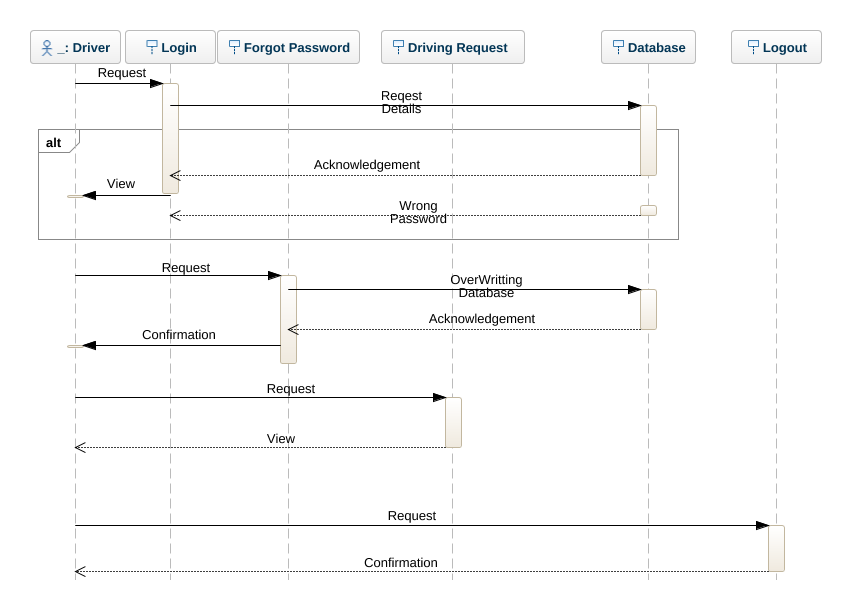 _: Driver
Login
Forgot Password
Driving Request
Database
Logout
Request
Reqest
Details
alt
Acknowledgement
View
Wrong
Password
Request
OverWritting
Database
Acknowledgement
Confirmation
Request
View
Request
Confirmation